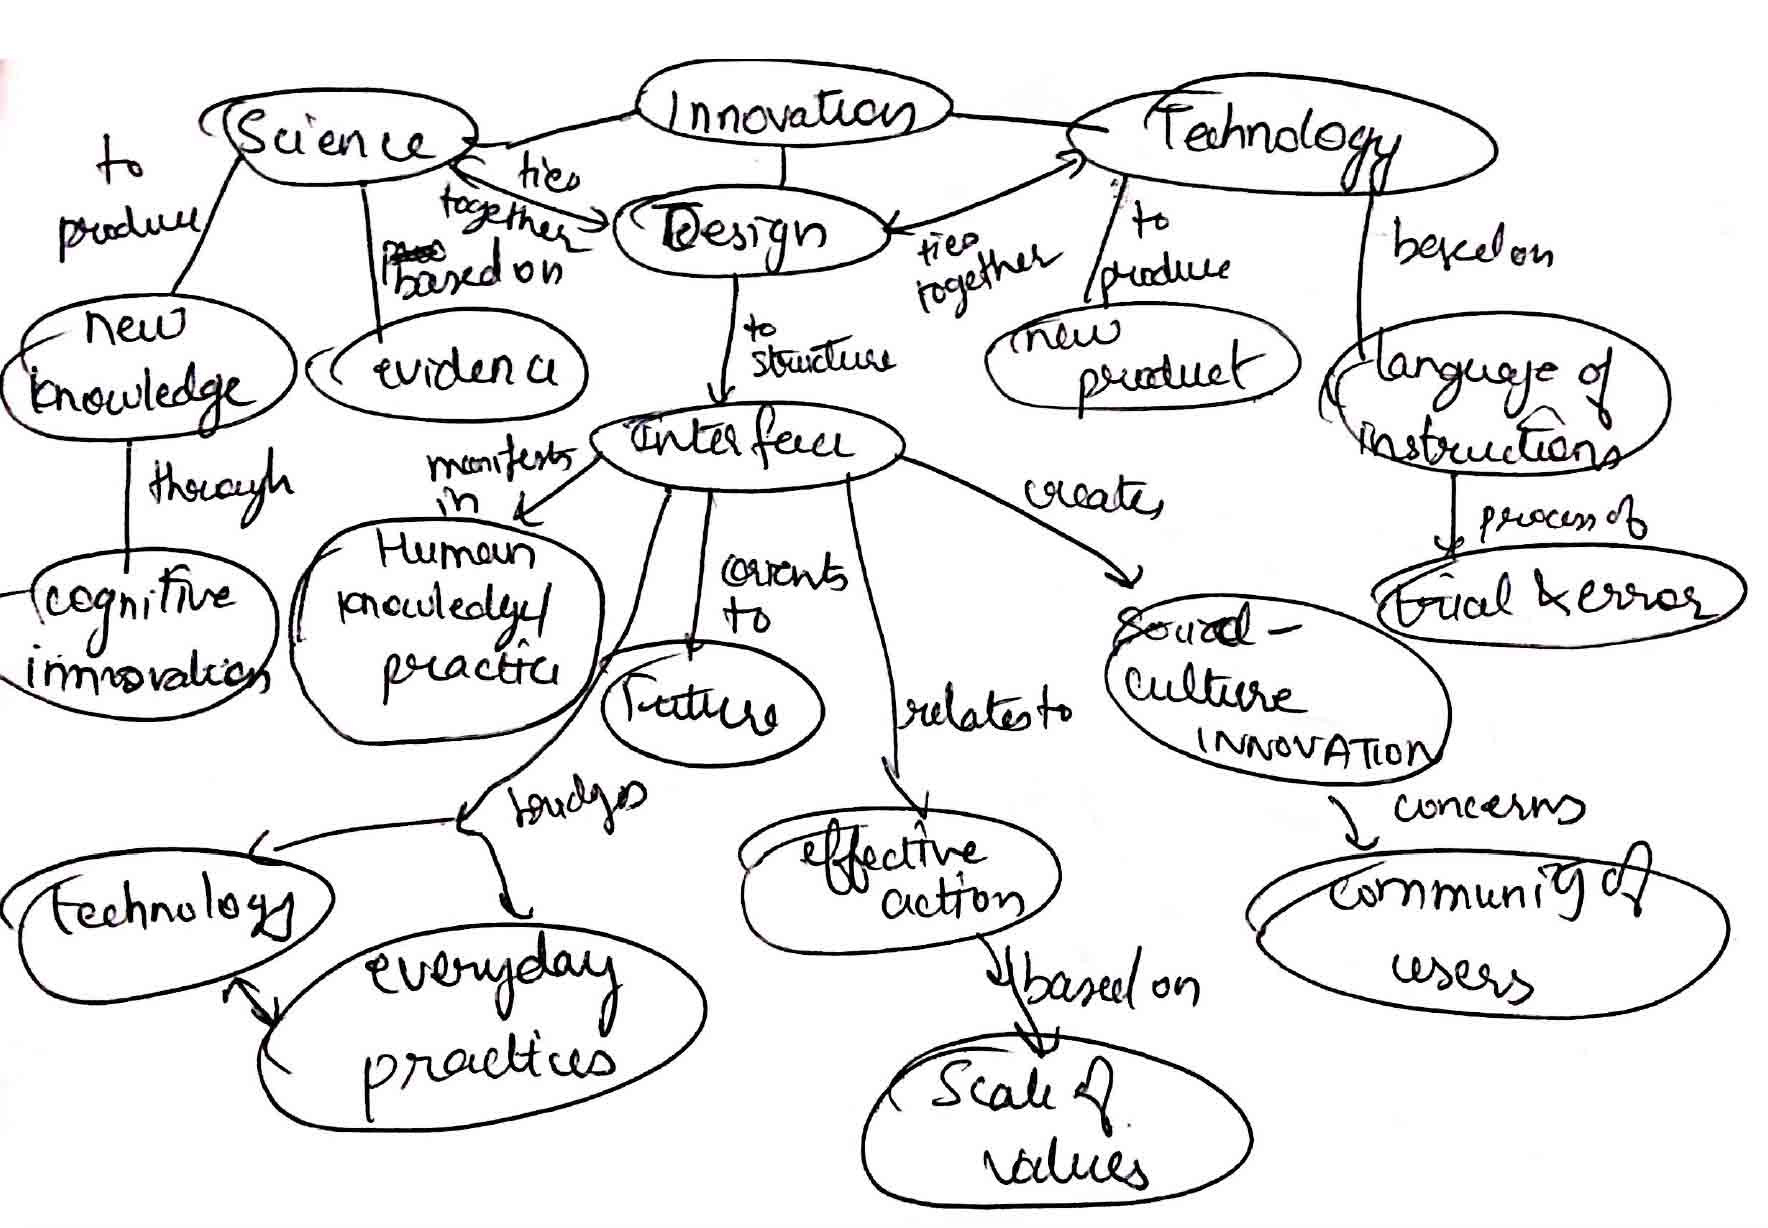 Innovation
Science
Technology
to
produce
ties
together
Design
based on
ties
together
to
produce
based on
new
knowledge
evidence
to
structure
new
product
language of
instructions
interface
through
manifests
in
creates
process of
cognitive
innovation
Human
knowledge/
practice
orients
to
trial & error
Future
relates to
social-
culture
INNOVATION
bridges
concerns
technology
effective
action
community of
users
everyday
practices
based on
Scale of
values